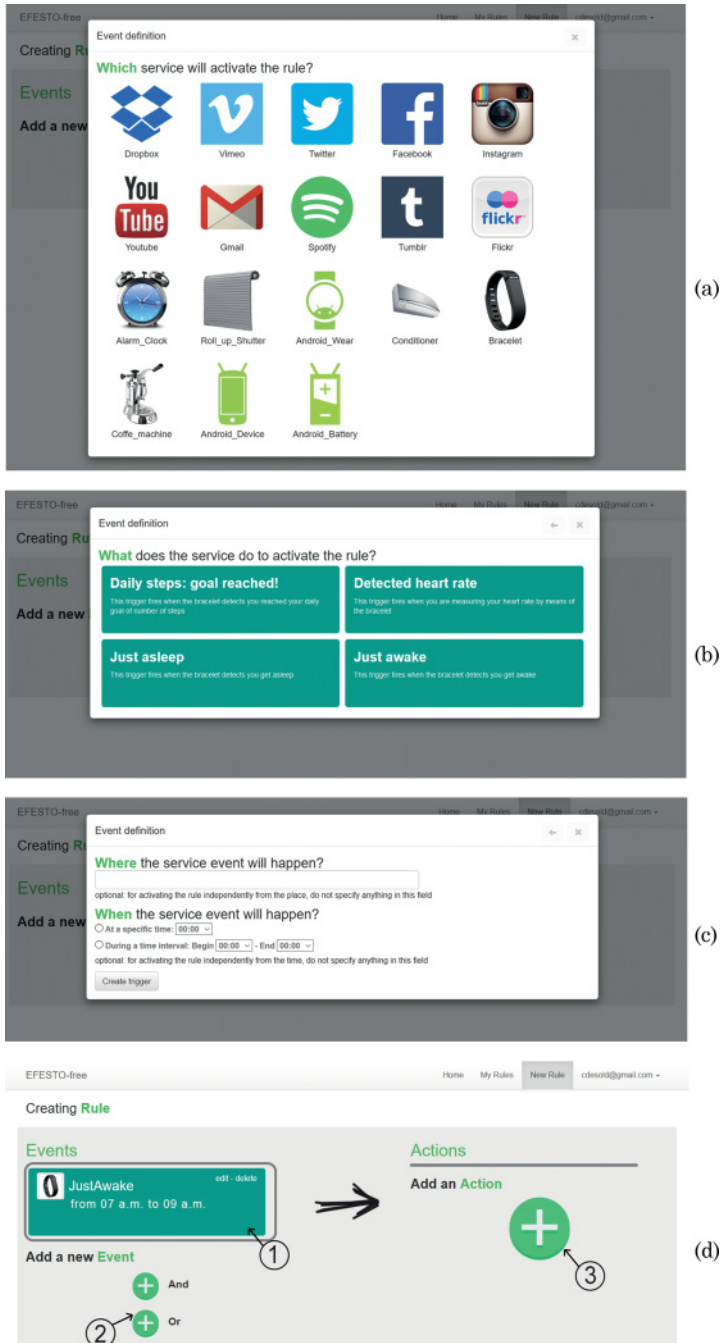 EFESTO-free
Home My Rules New Rule cdesold@gmail.com
Event definition
Creating Ru
Which service will activate the rule?
Events
Add a new
Dropbox Vimeo Twitter Facebook Instagram
You
Tube
t
flickr
Youtube Gmail Spotify Tumblr Flickr
Alarm_Clock Roll_up_Shutter Android_Wear Conditioner Bracelet
Coffe_machine Android_Device Android_Battery
(a)
EFESTO-free
Home My Rules New Rule cdesold@gmail.com
Event definition
Creating Ru
What does the service do to activate the rule?
Events
Add a new
Daily steps: goal reached!
This trigger fires when the bracelet detects you reached your daily
goal of number of steps
Detected heart rate
This trigger fires when you are measuring your heart rate by means of
the bracelet
Just asleep
This trigger fires when the bracelet detects you get asleep
Just awake
This trigger fires when the bracelet detects you get awake
(b)
EFESTO-free
Home My Rules New Rule cdesold@gmail.com
Event definition
Creating Ru
Where the service event will happen?
Events
optional: for activating the rule independently from the place, do not specify anything in this field
Add a new
When the service event will happen?
At a specific time: 00:00
During a time interval: Begin 00:00 - End 00:00
optional: for activating the rule independently from the time, do not specify anything in this field
Create trigger
(c)
EFESTO-free
Home My Rules New Rule cdesold@gmail.com
Creating Rule
Events
JustAwake
edit - delete
from 07 a.m. to 09 a.m.
1
Add a new Event
And
2
Or
Actions
Add an Action
3
(d)